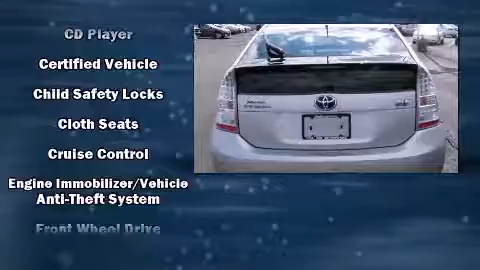 CD Player
Certified Vehicle
Child Safety Locks
Cloth Seats
Cruise Control
Engine Immobilizer/Vehicle
Anti-Theft System
Front Wheel Drive